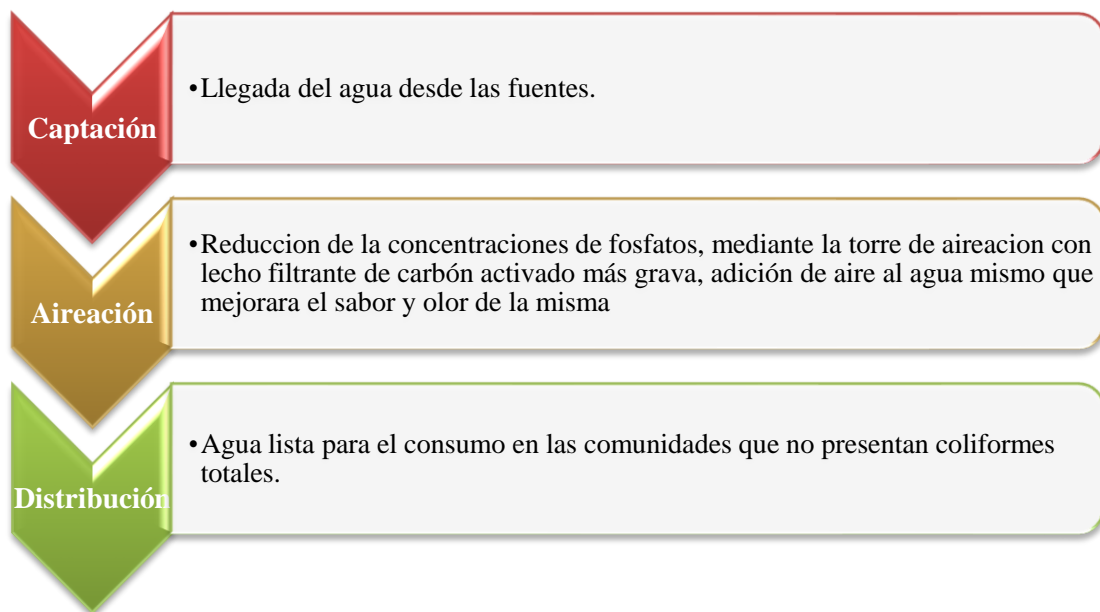 Captación
•Llegada del agua desde las fuentes.
Aireación
•Reduccion de la concentraciones de fosfatos, mediante la torre de aireacion con
lecho filtrante de carbón activado más grava, adición de aire al agua mismo que
mejorara el sabor y olor de la misma
Distribución
•Agua lista para el consumo en las comunidades que no presentan coliformes
totales.